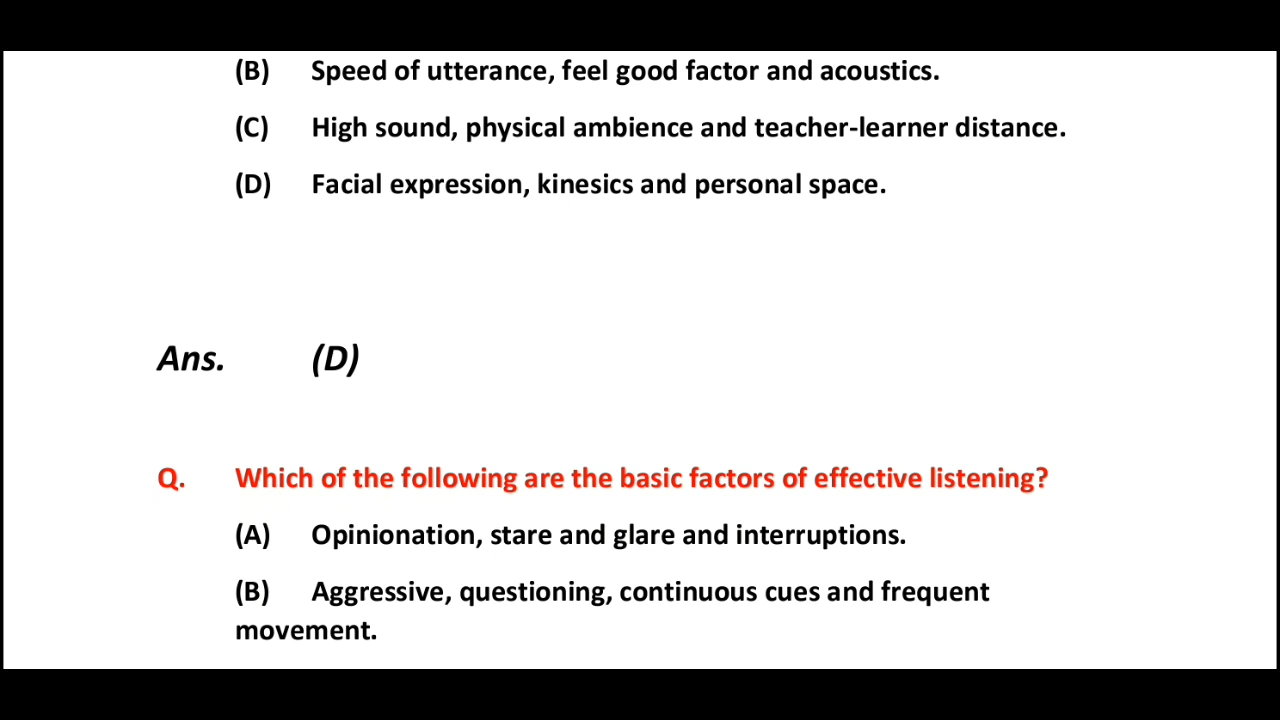 (B) Speed of utterance, feel good factor and acoustics.
(C) High sound, physical ambience and teacher-learner distance.
(D) Facial expression, kinesics and personal space.
Ans. (D)
Q. Which of the following are the basic factors of effective listening?
(A) Opinionation, stare and glare and interruptions.
(B) Aggressive, questioning, continuous cues and frequent
movement.